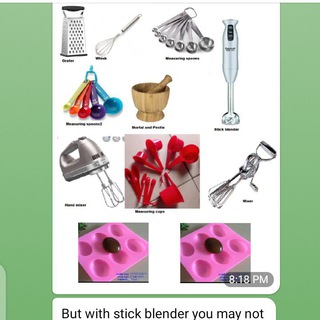 Grater
Whisk
Measuring spoons
Measuring spoons2
Mortal and Pestle
Stick blender
Hand mixer
Measuring cups
Mixer
8:18 PM
But with stick blender you may not